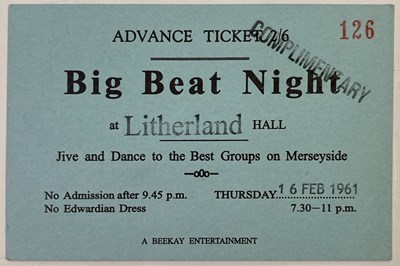 ADVANCE TICKET 2/6
COMPLIMENTARY
126
Big Beat Night
at Litherland HALL
Jive and Dance to the Best Groups on Merseyside
No Admission after 9.45 p.m. THURSDAY 16 FEB 1961
No Edwardian Dress 7.30—11 p.m.
A BEEKAY ENTERTAINMENT